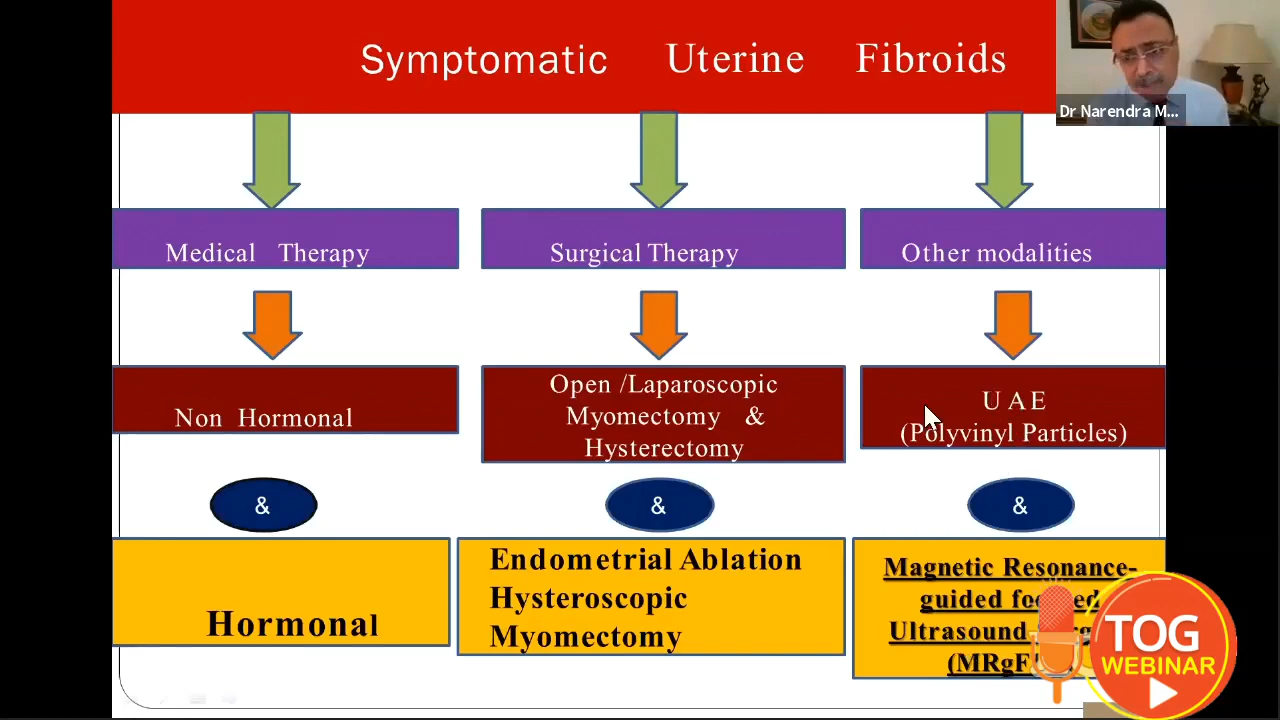 Symptomatic Uterine Fibroids
Dr Narendra M...
Medical Therapy
Surgical Therapy
Other modalities
Non Hormonal
Open /Laparoscopic
Myomectomy &
Hysterectomy
U A E
(Polyvinyl Particles)
&
&
&
Hormonal
Endometrial Ablation
Hysteroscopic
Myomectomy
Magnetic Resonance-
guided
Ultrasound
TOG
WEBINAR